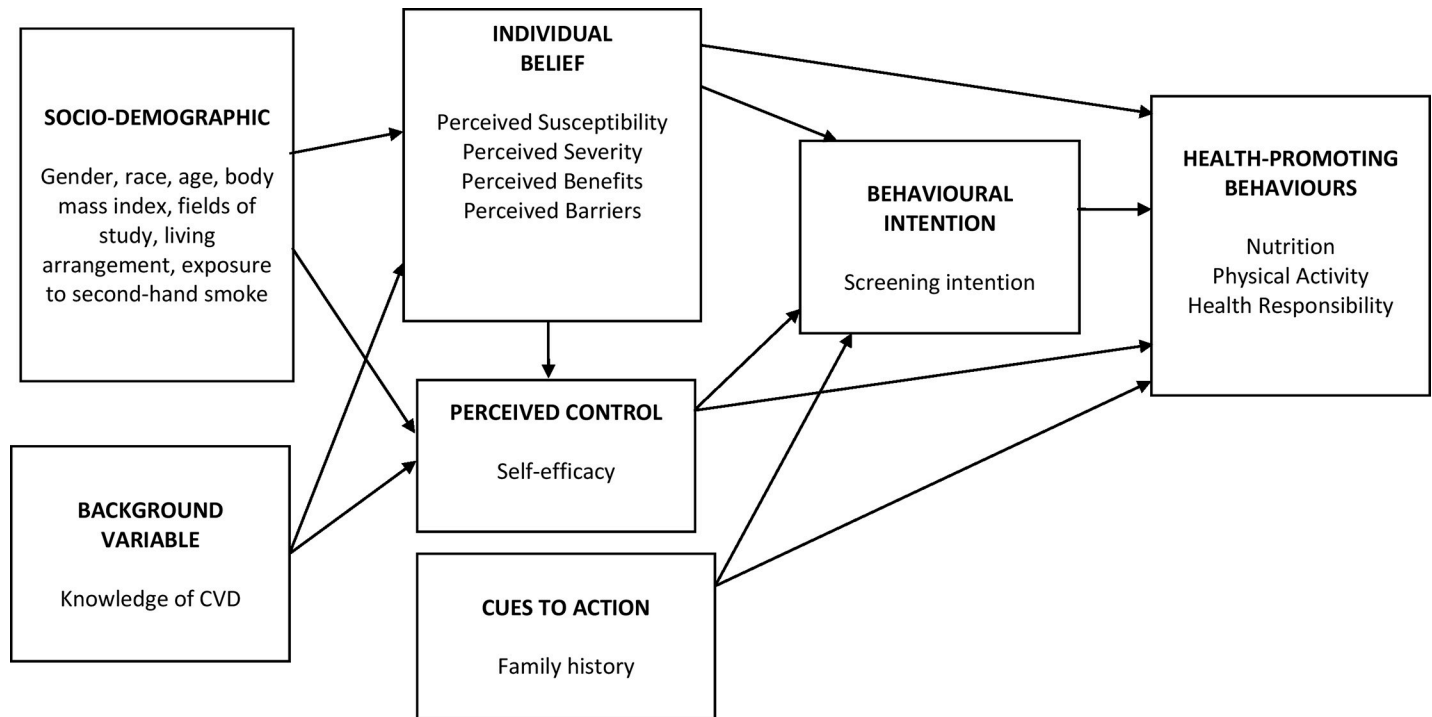 SOCIO-DEMOGRAPHIC
Gender, race, age, body
mass index, fields of
study, living
arrangement, exposure
to second-hand smoke
BACKGROUND
VARIABLE
Knowledge of CVD
INDIVIDUAL
BELIEF
Perceived Susceptibility
Perceived Severity
Perceived Benefits
Perceived Barriers
PERCEIVED CONTROL
Self-efficacy
CUES TO ACTION
Family history
BEHAVIOURAL
INTENTION
Screening intention
HEALTH-PROMOTING
BEHAVIOURS
Nutrition
Physical Activity
Health Responsibility